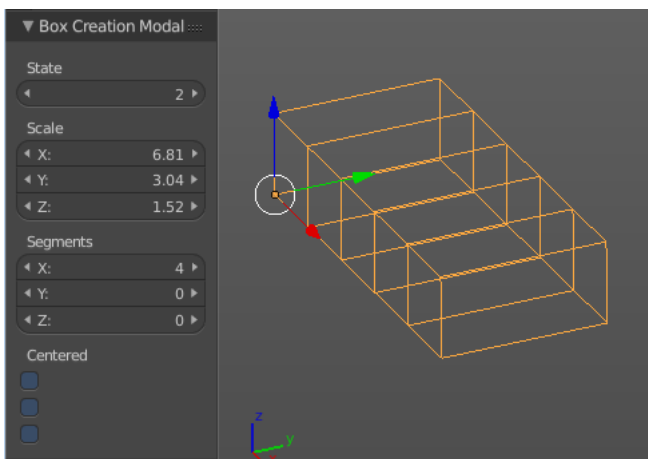 Box Creation Modal
State
2
Scale
X: 6.81
Y: 3.04
Z: 1.52
Segments
X: 4
Y: 0
Z: 0
Centered
z
y